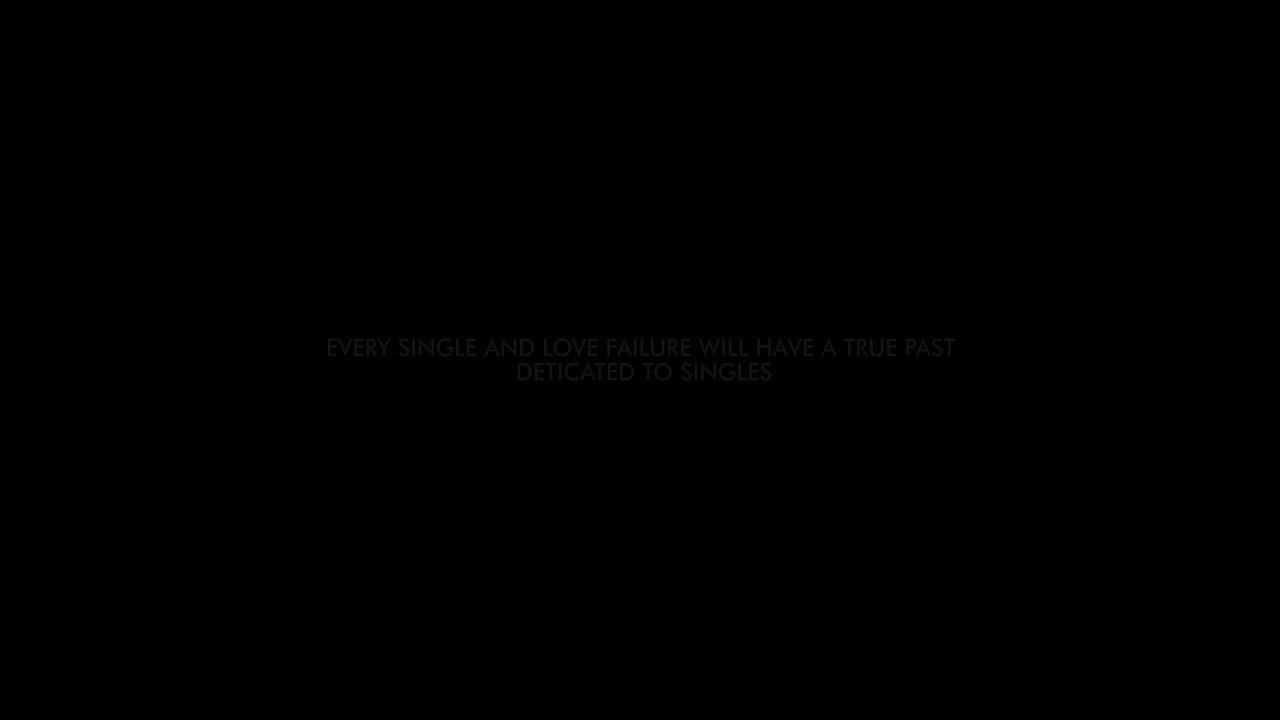 EVERY SINGLE AND LOVE FAILURE WILL HAVE A TRUE PAST
DETICATED TO SINGLES